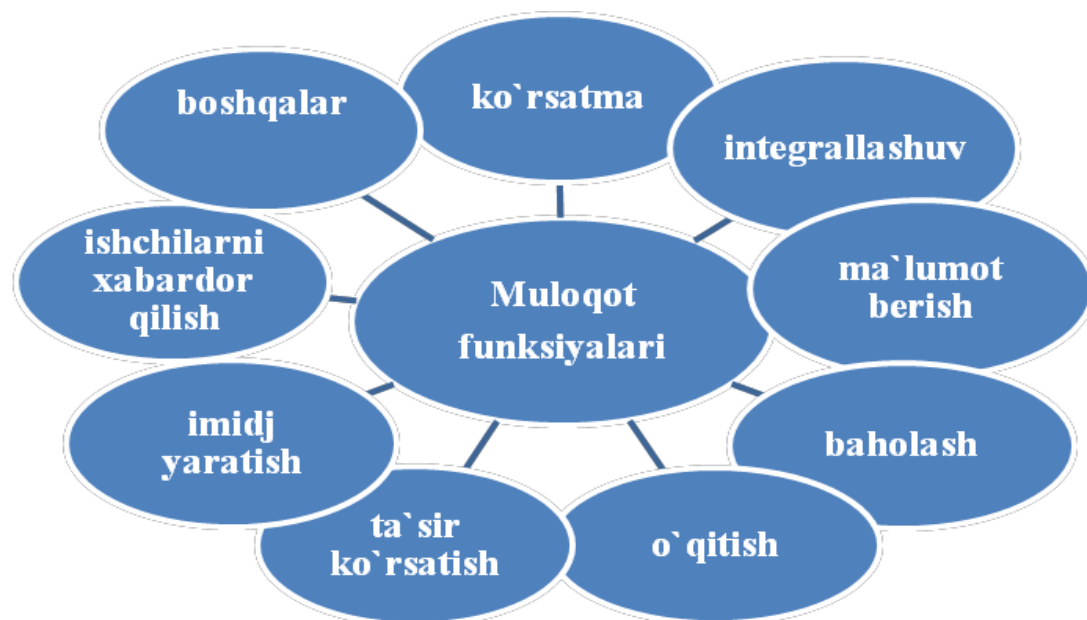 boshqalar
ko`rsatma
integrallashuv
ishchilarni
xabardor
qilish
Muloqot
funksiyalari
ma`lumot
berish
imidj
yaratish
baholash
ta`sir
ko`rsatish
o`qitish